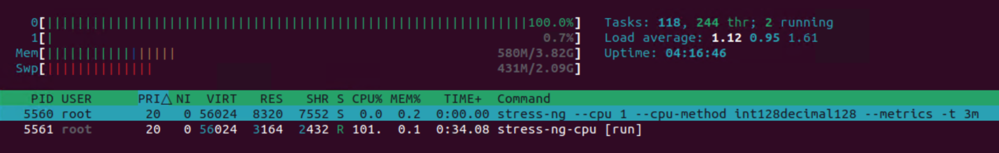 0[||||||||||||||||||||||||||||||||||||||||||||||||||||||||||||||||100.0%] Tasks: 118, 244 thr; 2 running
1[| 0.7%] Load average: 1.12 0.95 1.61
Mem[||||||||||||||||| 580M/3.82G] Uptime: 04:16:46
Swp[|||||||||||||| 431M/2.09G]
PID USER PRI△ NI VIRT RES SHR S CPU% MEM% TIME+ Command
5560 root 20 0 56024 8320 7552 S 0.0 0.2 0:00.00 stress-ng --cpu 1 --cpu-method int128decimal128 --metrics -t 3m
5561 root 20 0 56024 3164 2432 R 101. 0.1 0:34.08 stress-ng-cpu [run]